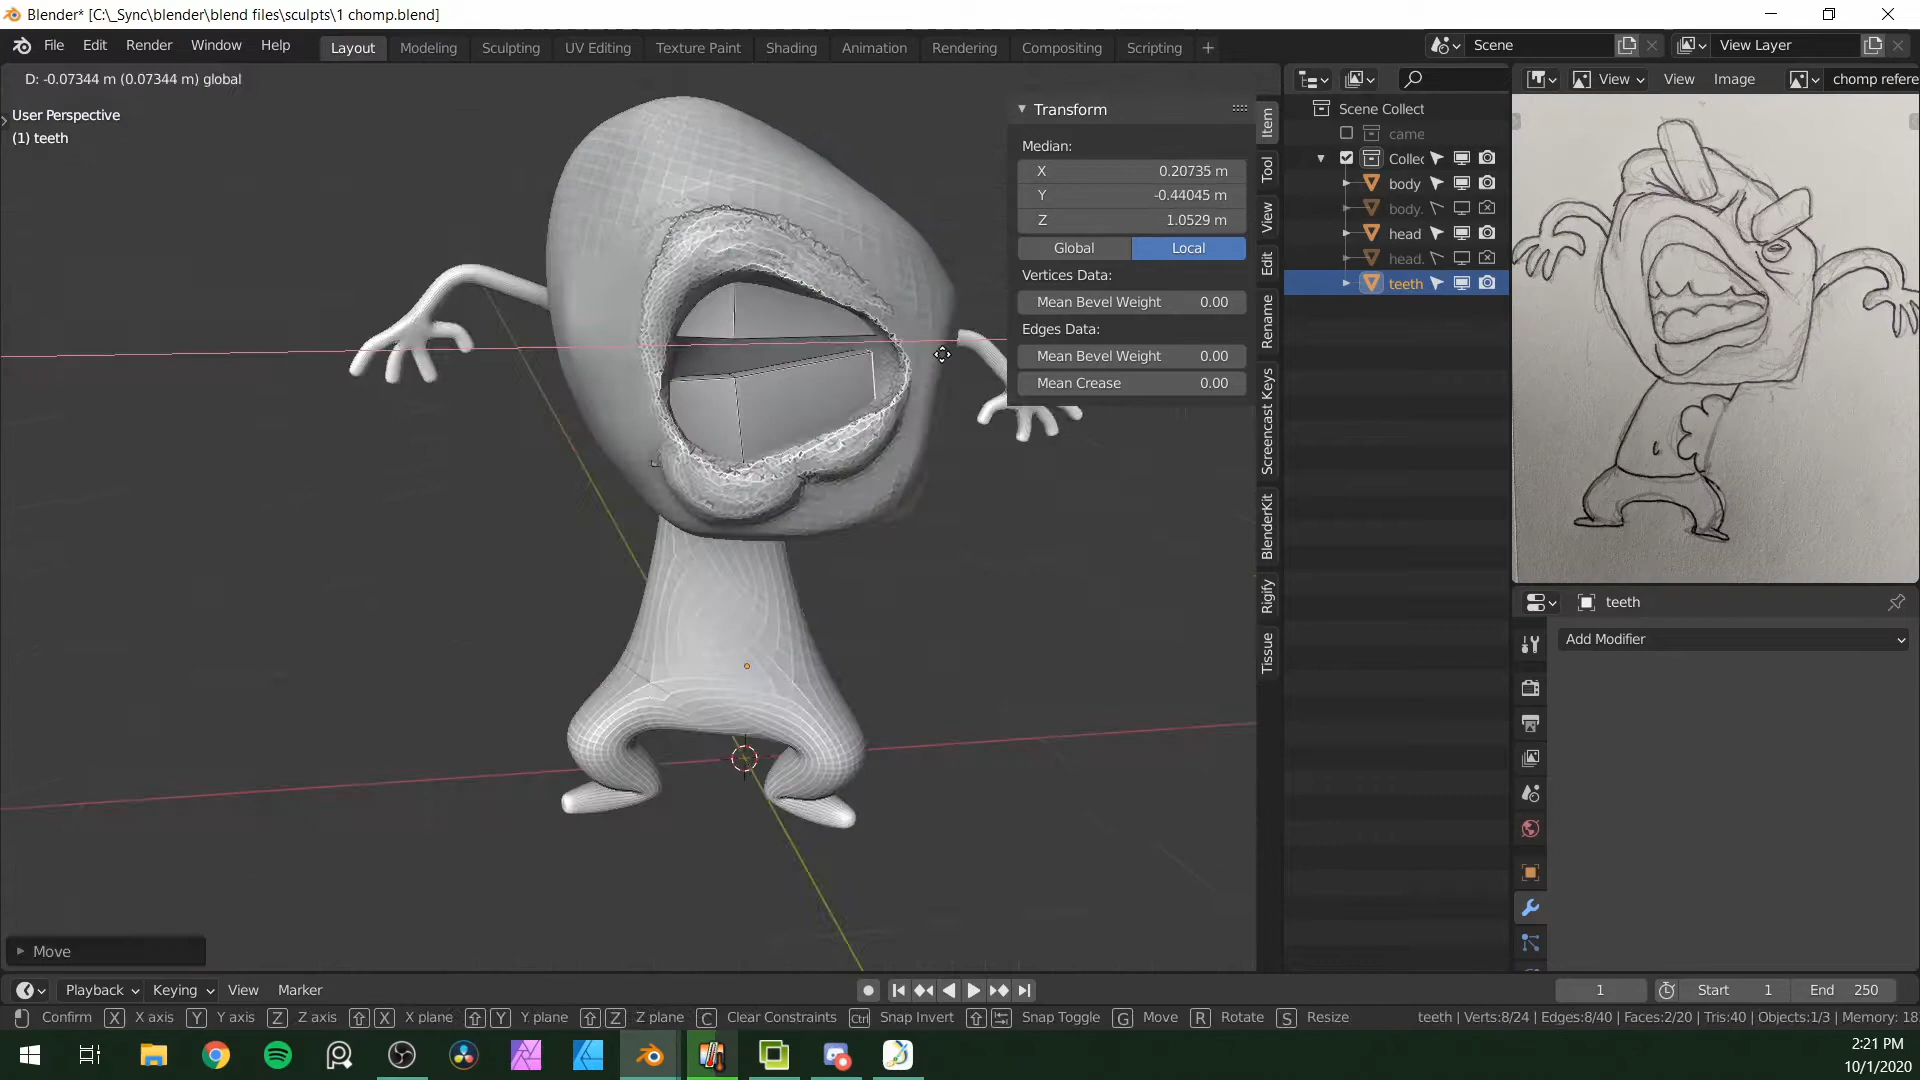 Blender* [C:\_Sync\blender\blend files\sculpts\1 chomp.blend]
File Edit Render Window Help
Layout Modeling Sculpting UV Editing Texture Paint Shading Animation Rendering Compositing Scripting +
Scene
View Layer
D: -0.07344 m (0.07344 m) global
User Perspective
(1) teeth
Transform
Median:
X 0.20735 m
Y -0.44045 m
Z 1.0529 m
Global Local
Vertices Data:
Mean Bevel Weight 0.00
Edges Data:
Mean Bevel Weight 0.00
Mean Crease 0.00
Item
Tool
View
Edit
Rename
Screencast Keys
BlenderKit
Rigify
Tissue
Scene Collect
came
Collec
body
body.
head
head.
teeth
View View Image chomp refere
teeth
Add Modifier
Move
Playback Keying View Marker
1 Start 1 End 250
Confirm X X axis Y Y axis Z Z axis X X plane Y Y plane Z Z plane C Clear Constraints Ctrl Snap Invert Snap Toggle G Move R Rotate S Resize
teeth | Verts:8/24 | Edges:8/40 | Faces:2/20 | Tris:40 | Objects:1/3 | Memory: 18
2:21 PM
10/1/2020